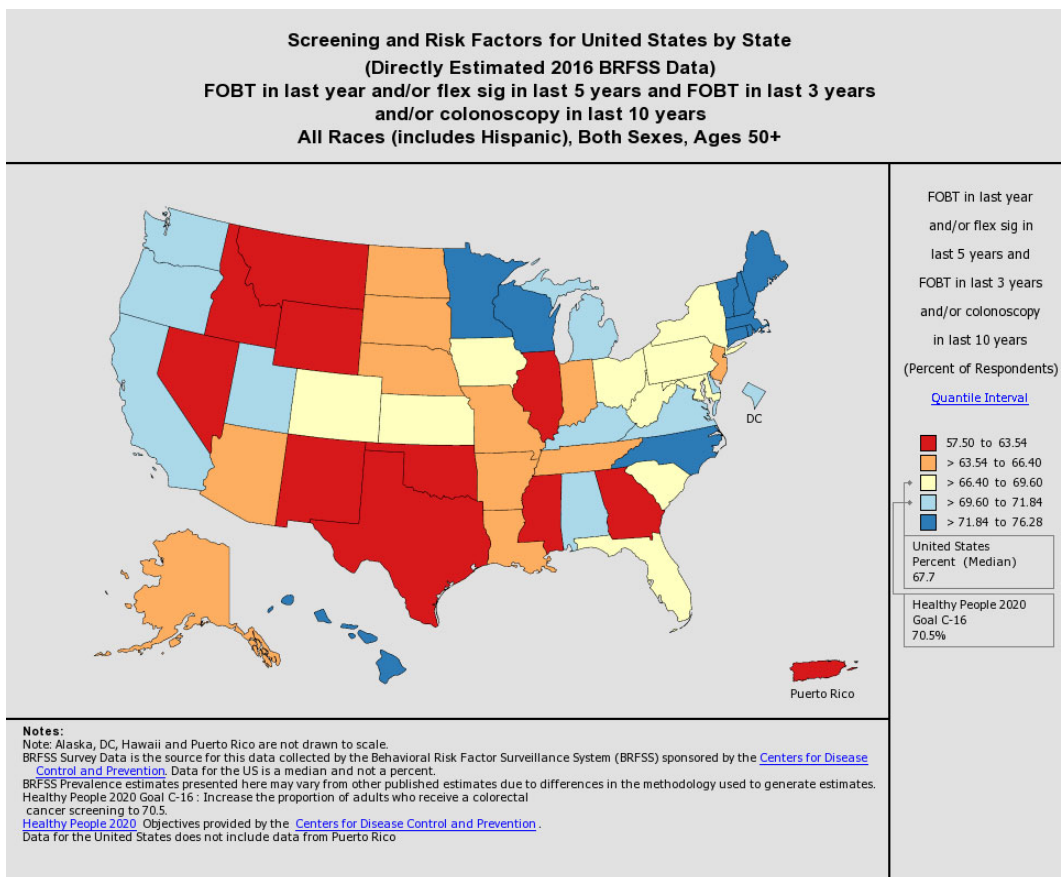 Screening and Risk Factors for United States by State
(Directly Estimated 2016 BRFSS Data)
FOBT in last year and/or flex sig in last 5 years and FOBT in last 3 years
and/or colonoscopy in last 10 years
All Races (includes Hispanic), Both Sexes, Ages 50+
DC
Puerto Rico
FOBT in last year
and/or flex sig in
last 5 years and
FOBT in last 3 years
and/or colonoscopy
in last 10 years
(Percent of Respondents)
Quantile Interval
57.50 to 63.54
> 63.54 to 66.40
> 66.40 to 69.60
> 69.60 to 71.84
> 71.84 to 76.28
United States
Percent (Median)
67.7
Healthy People 2020
Goal C-16
70.5%
Notes:
Note: Alaska, DC, Hawaii and Puerto Rico are not drawn to scale.
BRFSS Survey Data is the source for this data collected by the Behavioral Risk Factor Surveillance System (BRFSS) sponsored by the Centers for Disease
Control and Prevention. Data for the US is a median and not a percent.
BRFSS Prevalence estimates presented here may vary from other published estimates due to differences in the methodology used to generate estimates.
Healthy People 2020 Goal C-16 : Increase the proportion of adults who receive a colorectal
cancer screening to 70.5.
Healthy People 2020 Objectives provided by the Centers for Disease Control and Prevention .
Data for the United States does not include data from Puerto Rico